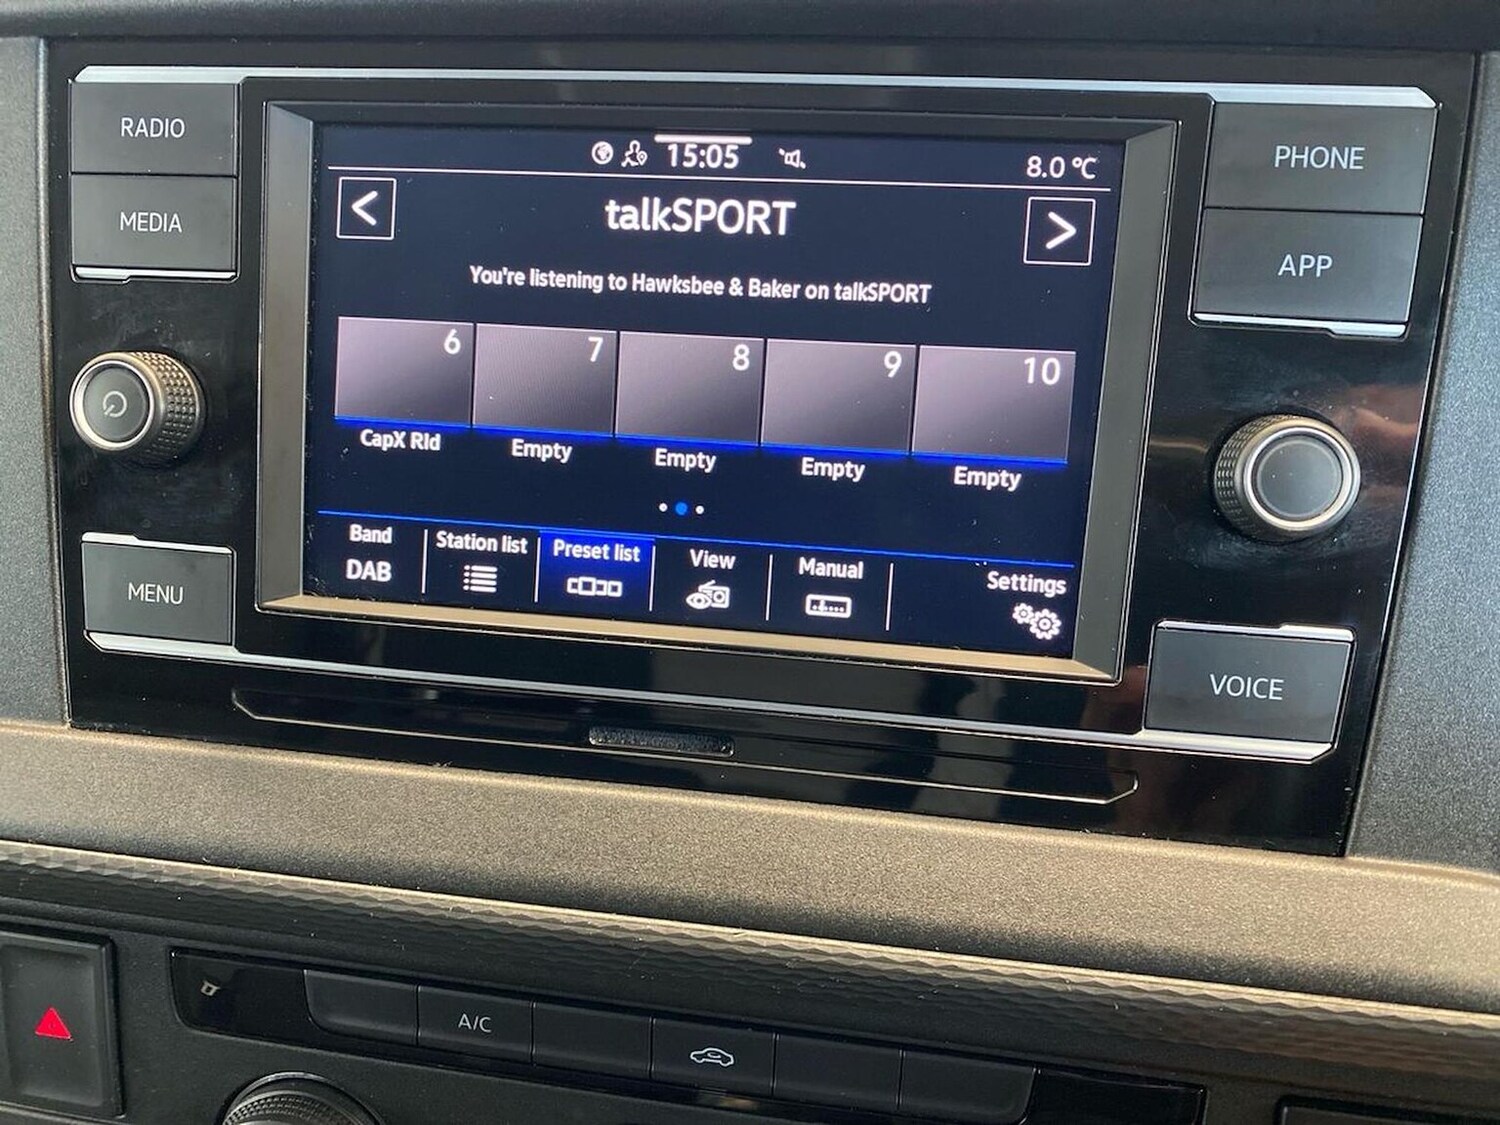 RADIO
MEDIA
MENU
15:05
8.0 °C
<
talkSPORT
>
You're listening to Hawksbee & Baker on talkSPORT
6 7 8 9 10
CapX Rld Empty Empty Empty Empty
Band Station list Preset list View Manual Settings
DAB
PHONE
APP
VOICE
A/C